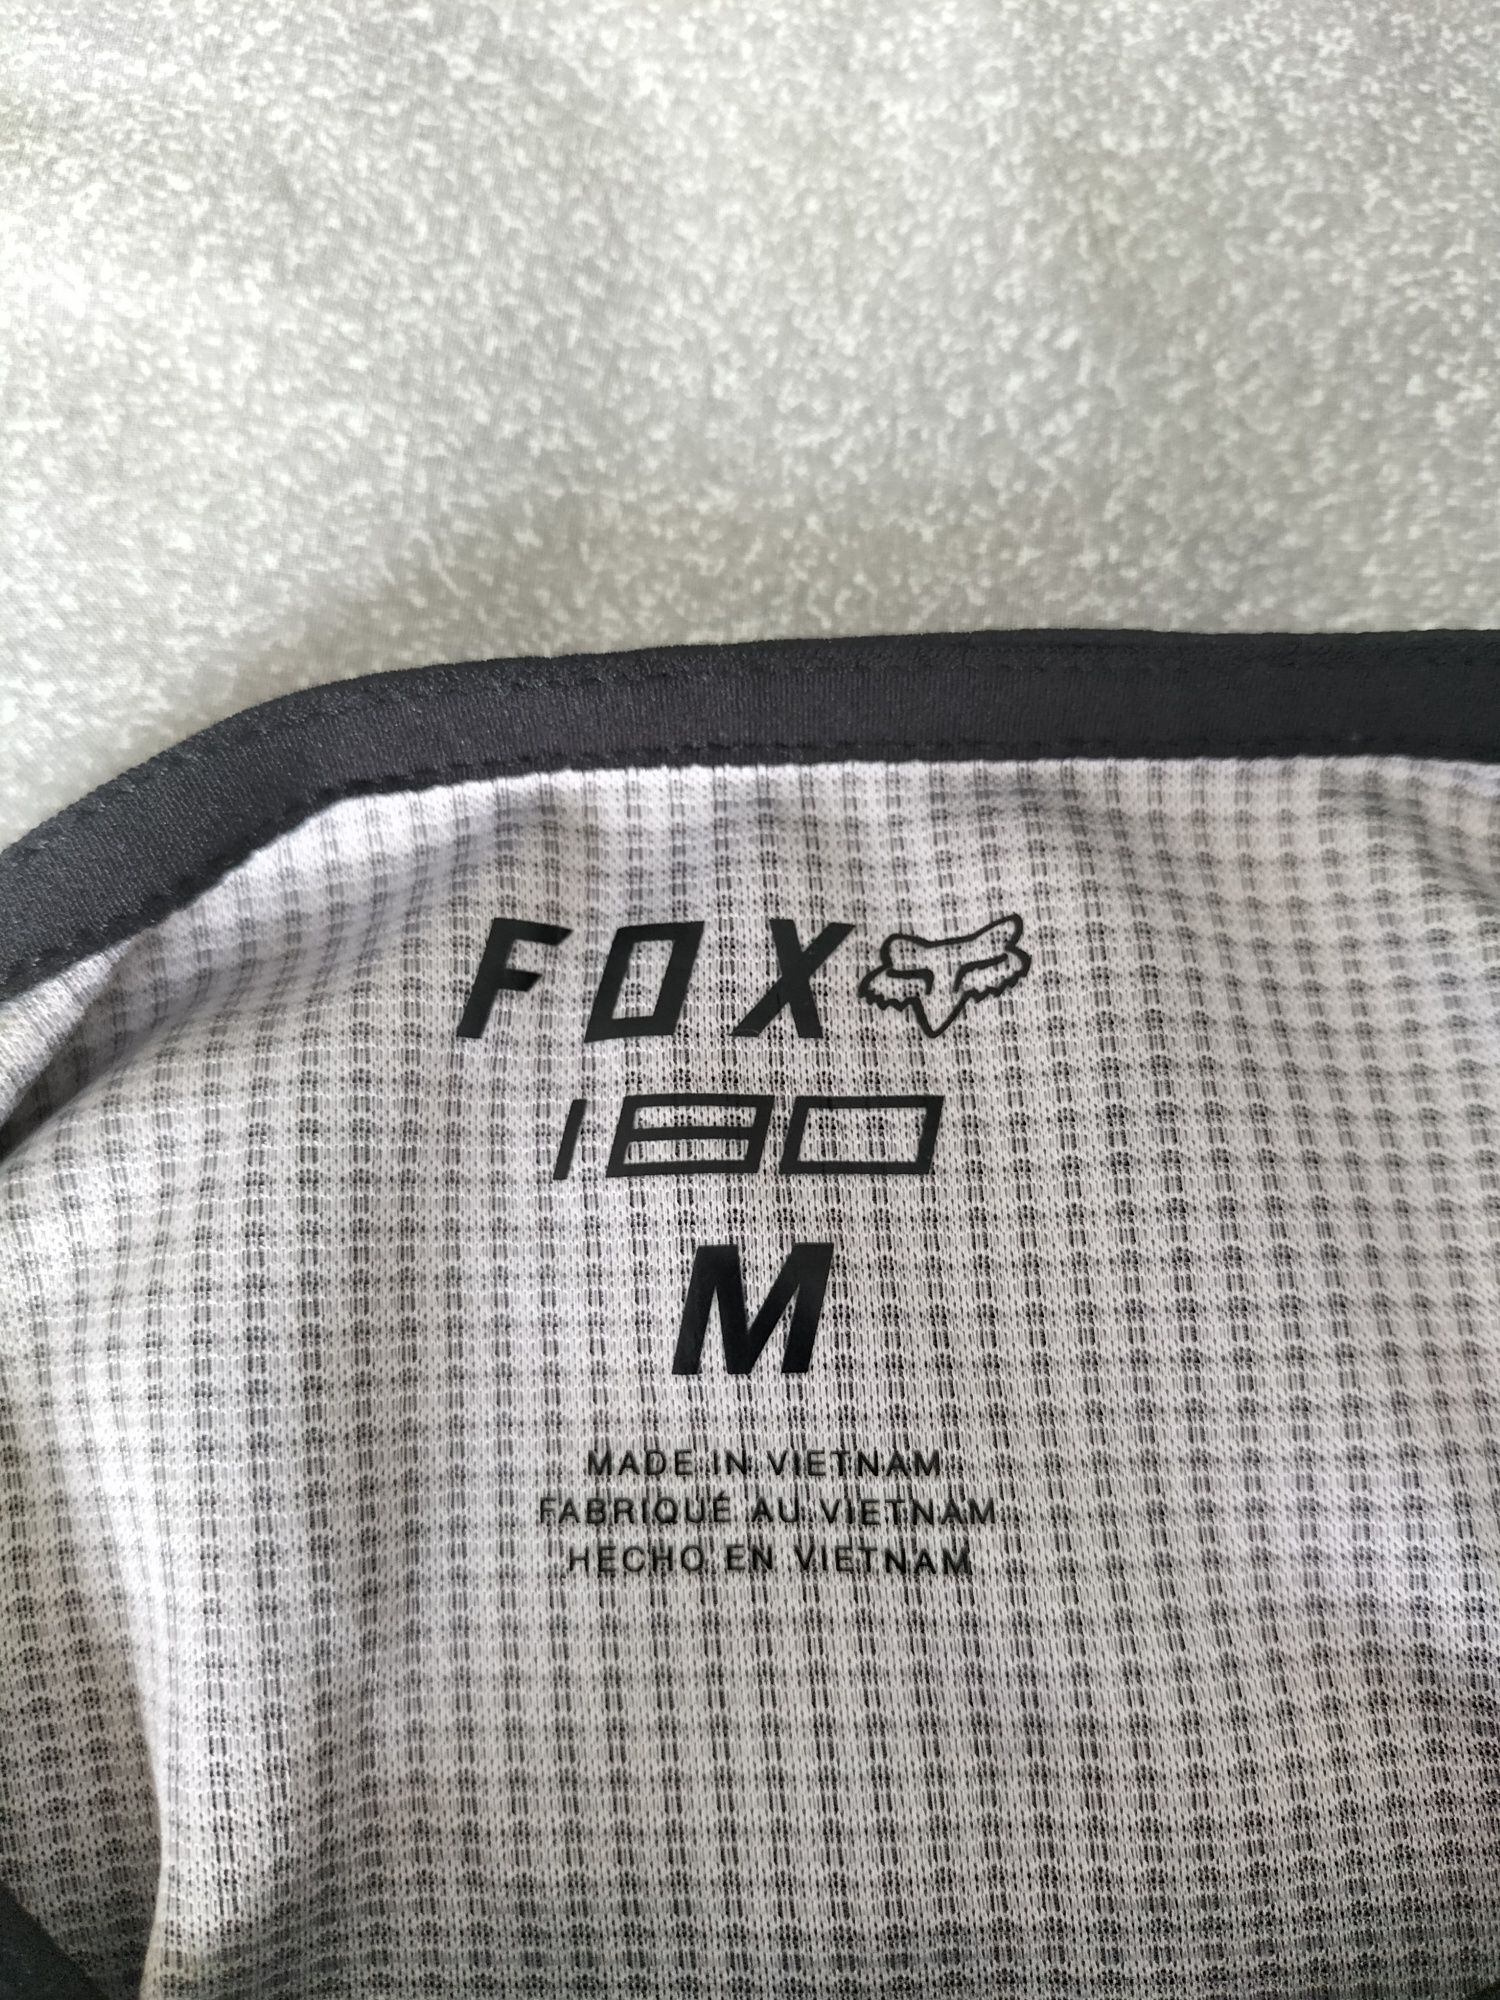 FOX
180
M
MADE IN VIETNAM
FABRIQUÉ AU VIETNAM
HECHO EN VIETNAM